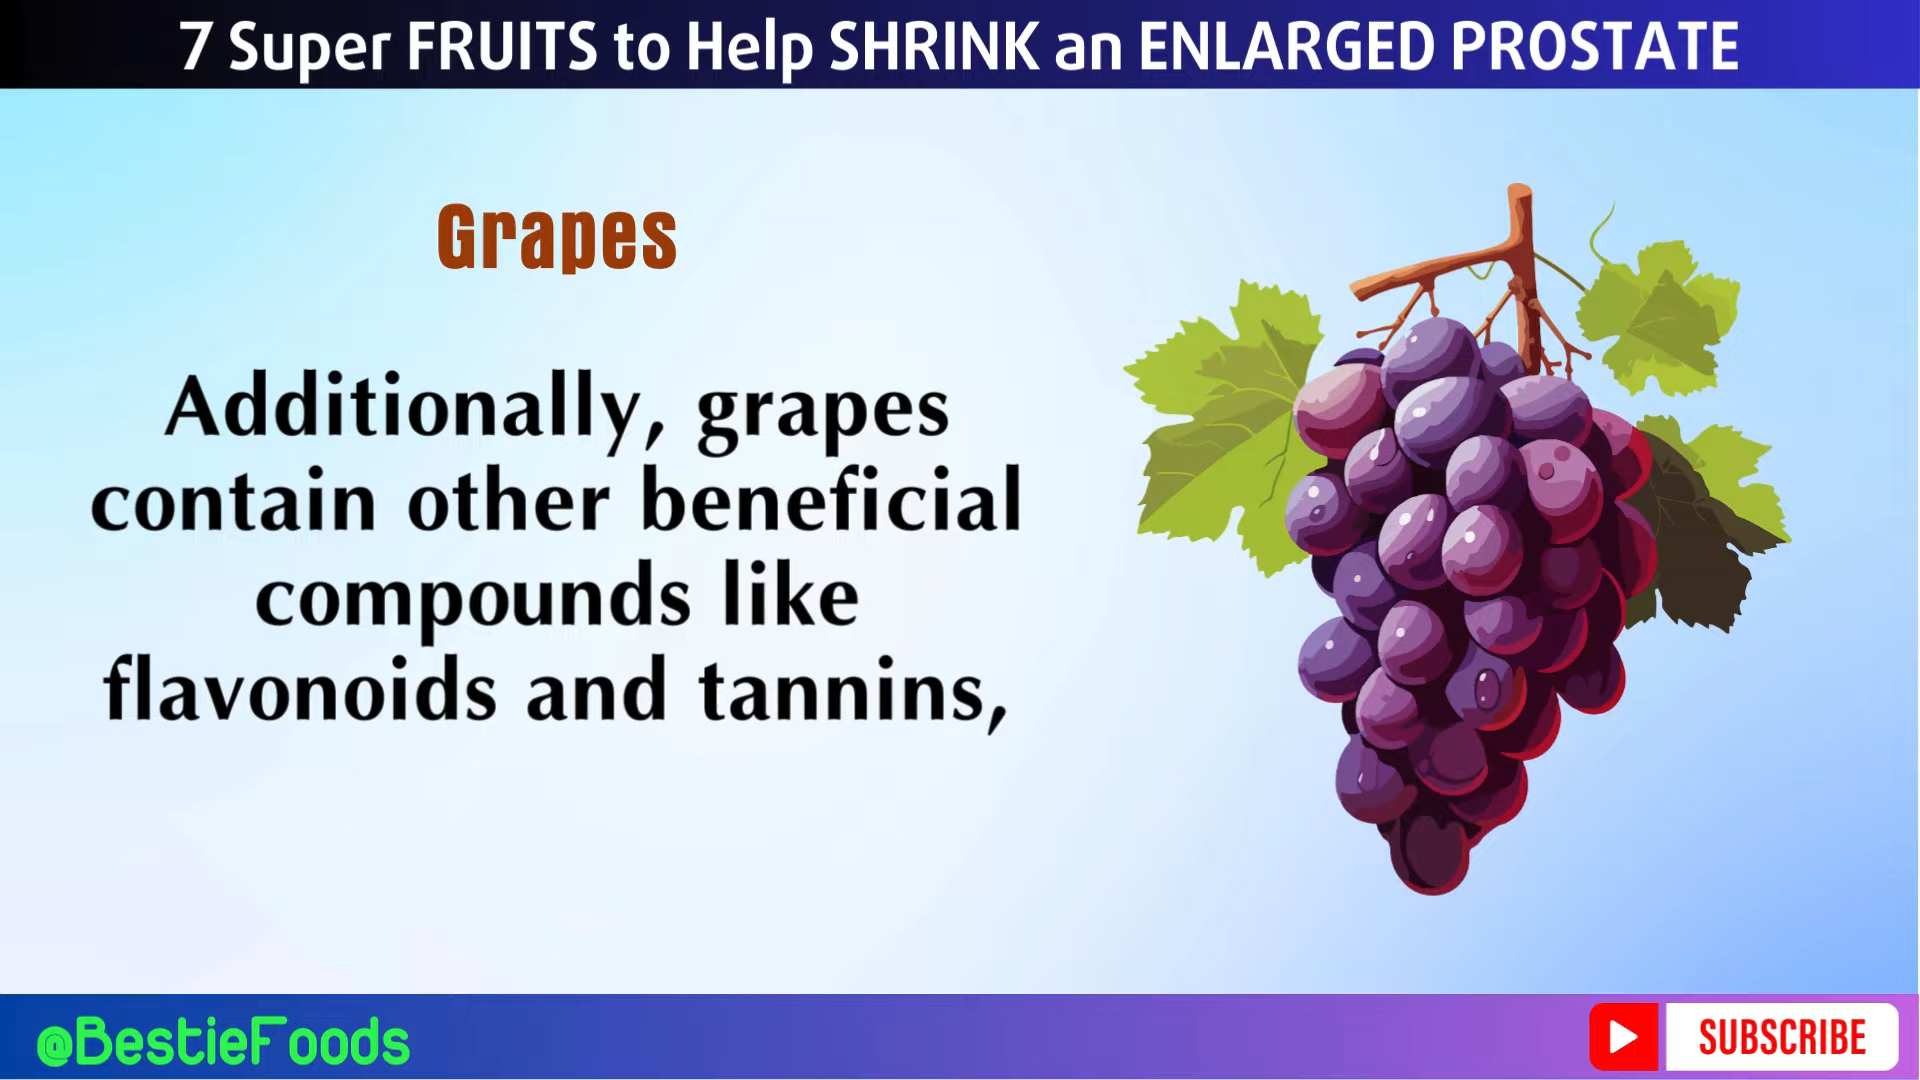 7 Super FRUITS to Help SHRINK an ENLARGED PROSTATE
Grapes
Additionally, grapes
contain other beneficial
compounds like
flavonoids and tannins,
@BestieFoods
SUBSCRIBE